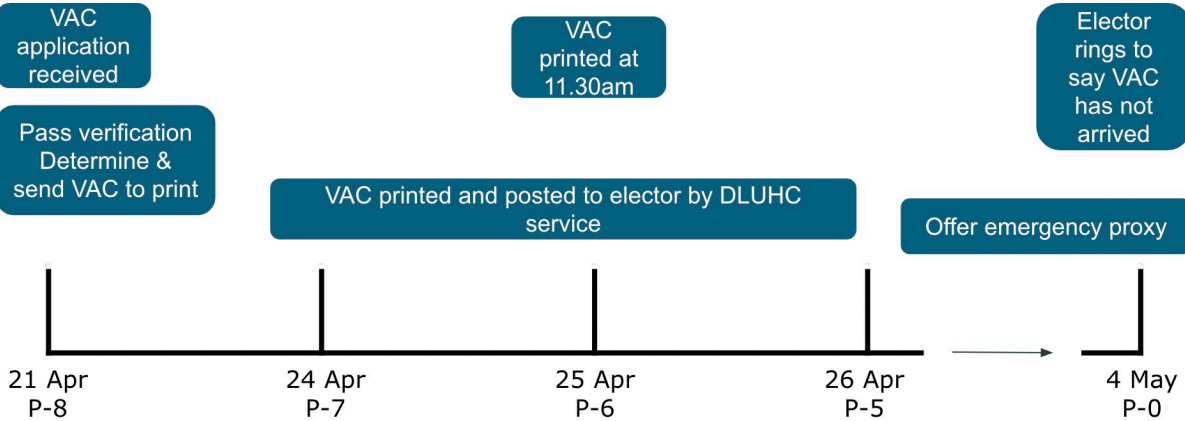 VAC
application
received
Pass verification
Determine &
send VAC to print
VAC
printed at
11.30am
VAC printed and posted to elector by DLUHC
service
Elector
rings to
say VAC
has not
arrived
Offer emergency proxy
21 Apr
P-8
24 Apr
P-7
25 Apr
P-6
26 Apr
P-5
4 May
P-0